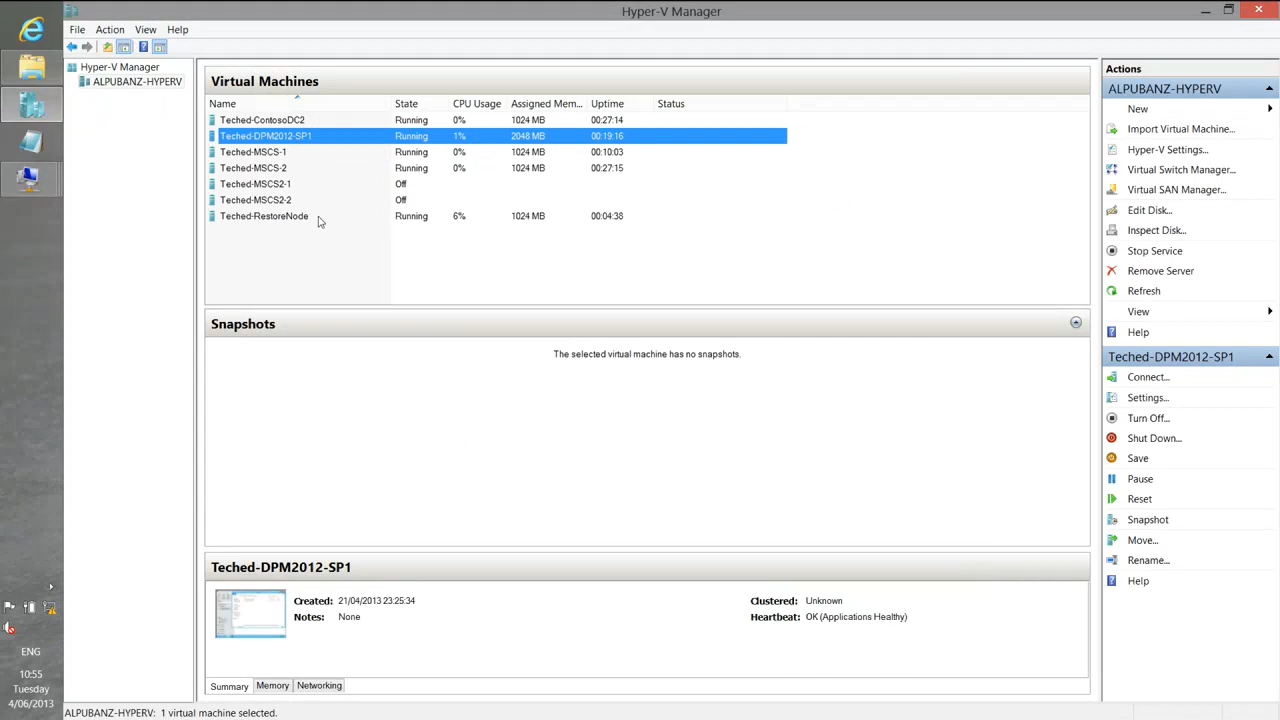 Hyper-V Manager
File Action View Help
Hyper-V Manager
ALPUBANZ-HYPERV
Virtual Machines
Name State CPU Usage Assigned Mem... Uptime Status
Teched-ContosoDC2 Running 0% 1024 MB 00:27:14
Teched-DPM2012-SP1 Running 1% 2048 MB 00:19:16
Teched-MSCS-1 Running 0% 1024 MB 00:10:03
Teched-MSCS-2 Running 0% 1024 MB 00:27:15
Teched-MSCS2-1 Off
Teched-MSCS2-2 Off
Teched-RestoreNode Running 6% 1024 MB 00:04:38
Snapshots
The selected virtual machine has no snapshots.
Teched-DPM2012-SP1
Created: 21/04/2013 23:25:34 Clustered: Unknown
Notes: None Heartbeat: OK (Applications Healthy)
Summary Memory Networking
Actions
ALPUBANZ-HYPERV
New
Import Virtual Machine...
Hyper-V Settings...
Virtual Switch Manager...
Virtual SAN Manager...
Edit Disk...
Inspect Disk...
Stop Service
Remove Server
Refresh
View
Help
Teched-DPM2012-SP1
Connect...
Settings...
Turn Off...
Shut Down...
Save
Pause
Reset
Snapshot
Move...
Rename...
Help
ENG
10:55
Tuesday
4/06/2013
ALPUBANZ-HYPERV: 1 virtual machine selected.